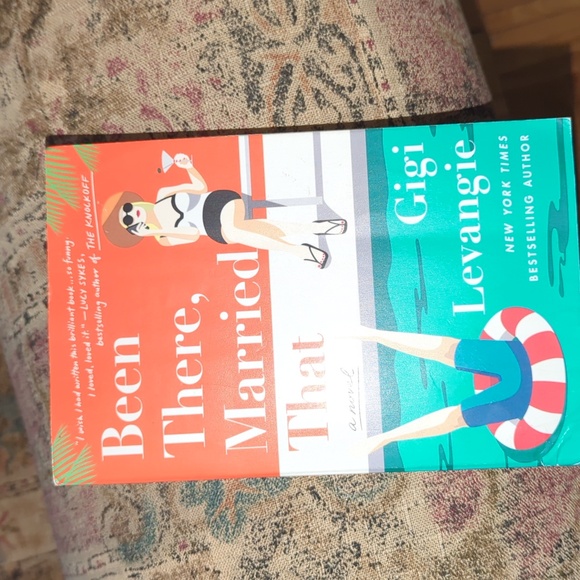 "I wish I had written this brilliant book...so funny.
I loved, loved it." —LUCY SYKES,
bestselling author of THE KNOCKOFF
Been
There,
Married
That
a novel
Gigi
Levangie
NEW YORK TIMES
BESTSELLING AUTHOR